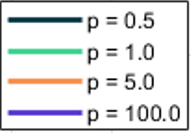 p = 0.5
p = 1.0
p = 5.0
p = 100.0